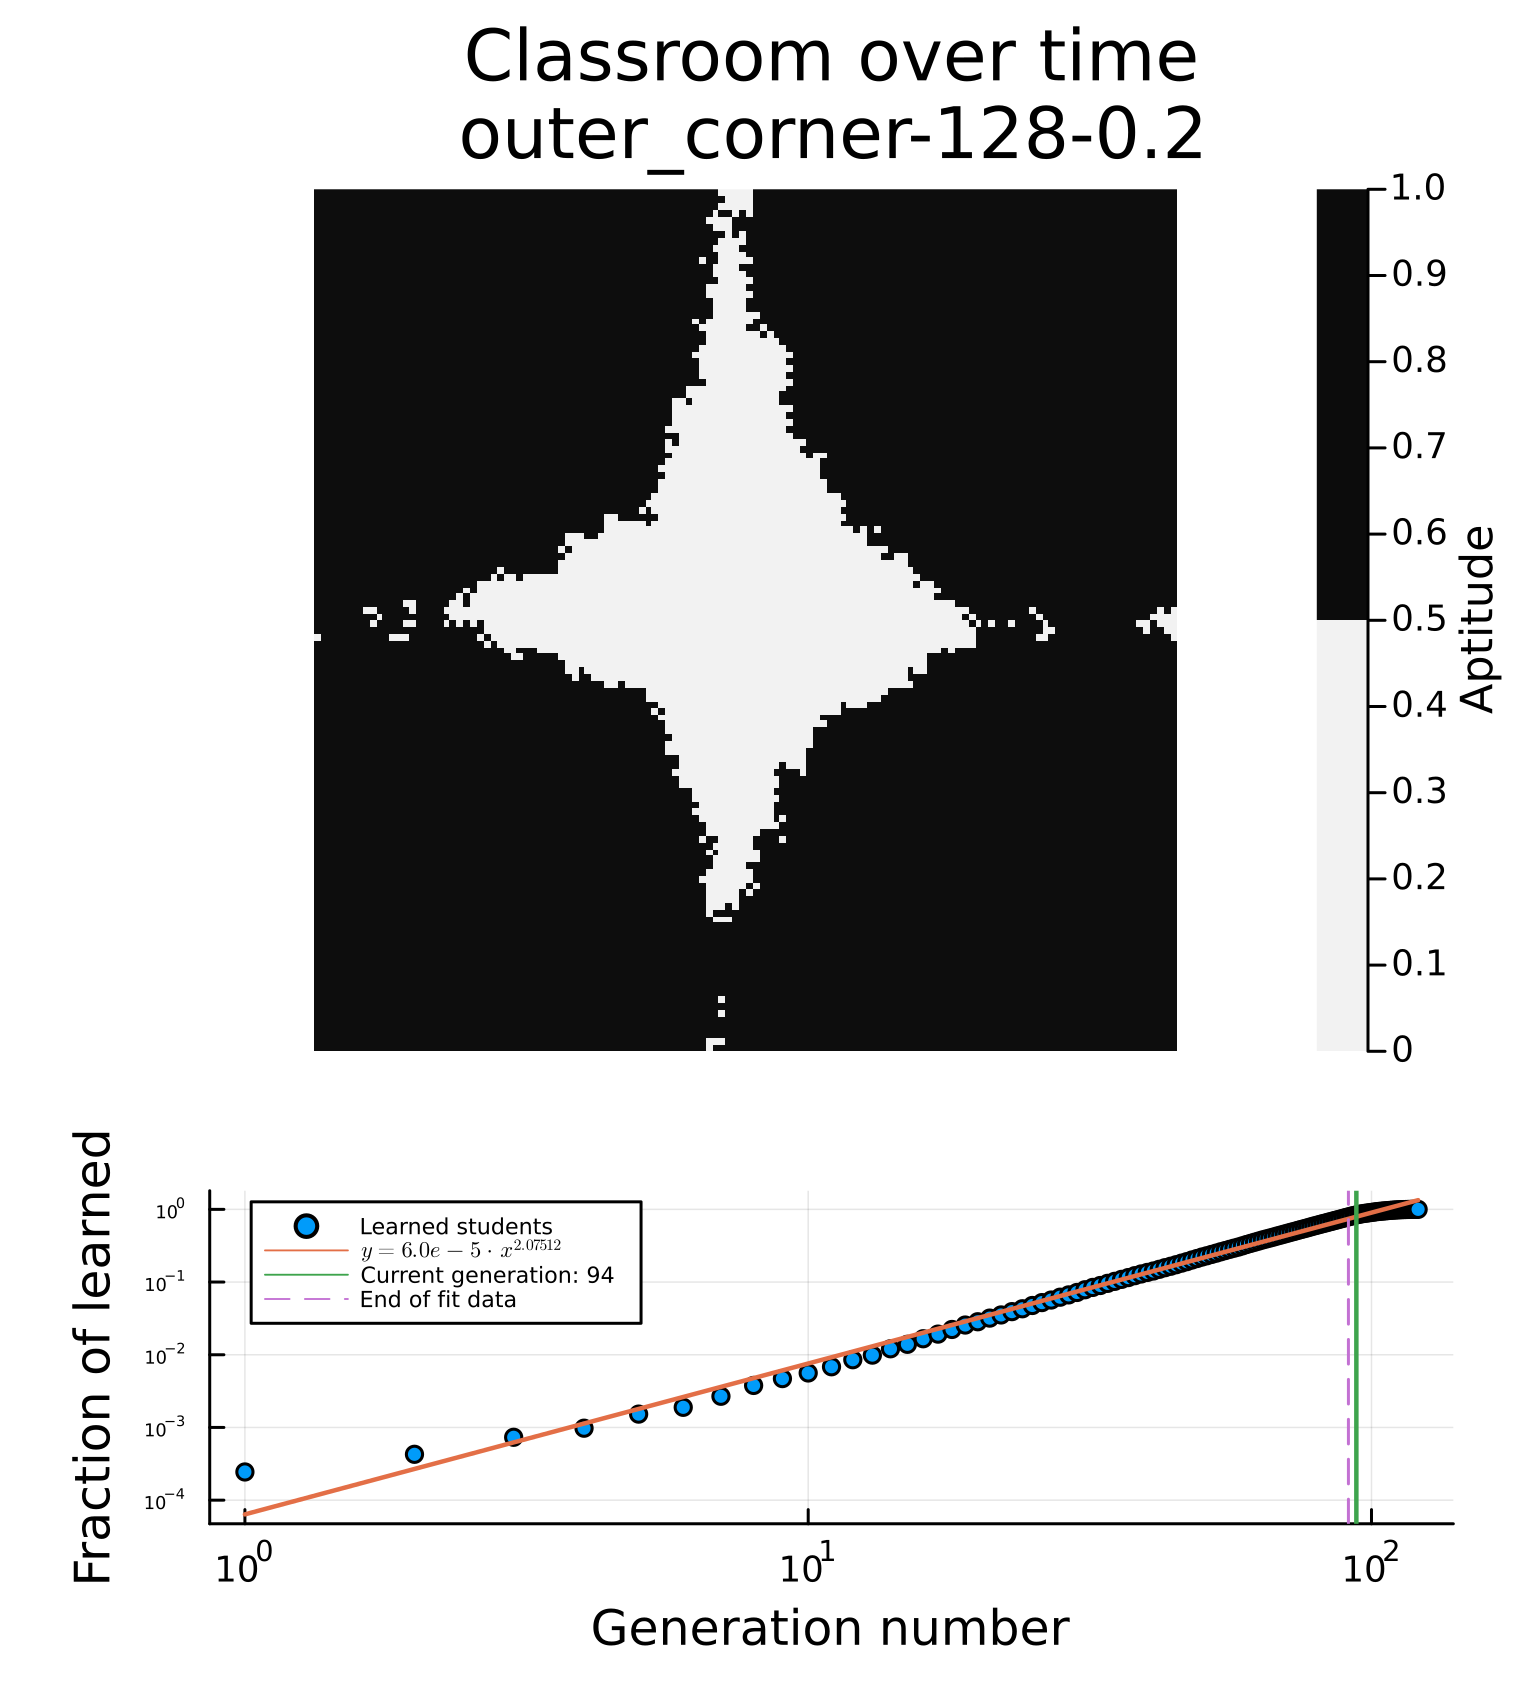 Classroom over time
outer_corner-128-0.2
1.0
0.9
0.8
0.7
0.6
0.5
0.4
0.3
0.2
0.1
0
Aptitude
Fraction of learned
10⁰
10⁻¹
10⁻²
10⁻³
10⁻⁴
Learned students
y = 6.0e − 5 · x^2.07512
Current generation: 94
End of fit data
10⁰
10¹
10²
Generation number